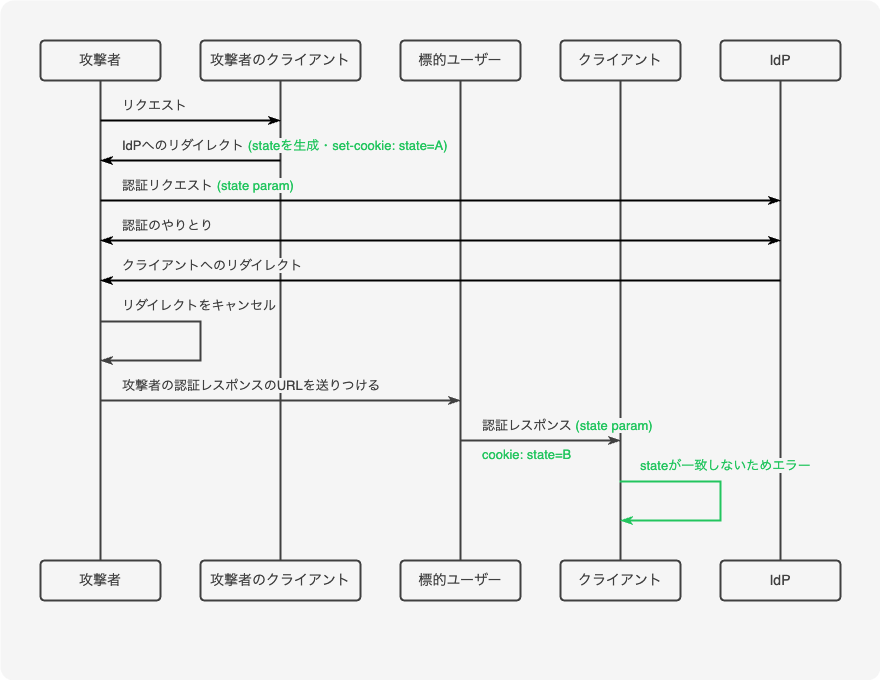 攻撃者
攻撃者のクライアント
標的ユーザー
クライアント
IdP
リクエスト
IdPへのリダイレクト (stateを生成・set-cookie: state=A)
認証リクエスト (state param)
認証のやりとり
クライアントへのリダイレクト
リダイレクトをキャンセル
攻撃者の認証レスポンスのURLを送りつける
認証レスポンス (state param)
cookie: state=B
stateが一致しないためエラー
攻撃者
攻撃者のクライアント
標的ユーザー
クライアント
IdP